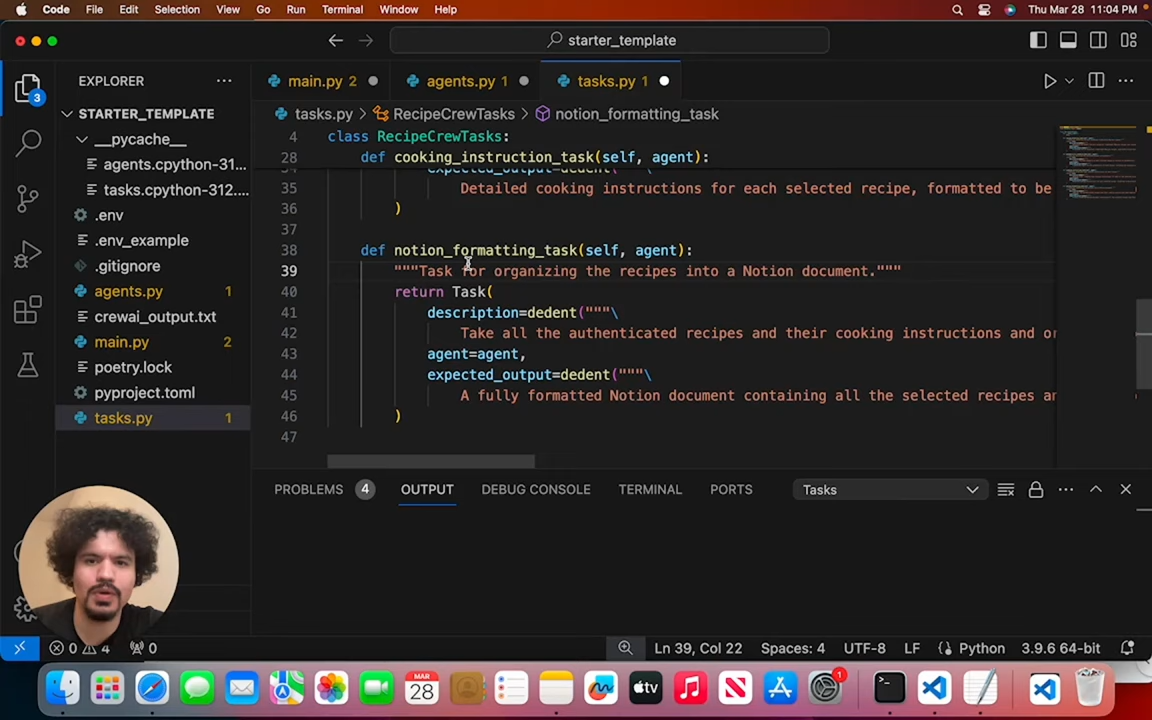 Code File Edit Selection View Go Run Terminal Window Help Thu Mar 28 11:04 PM
starter_template
EXPLORER
main.py 2 agents.py 1 tasks.py 1
STARTER_TEMPLATE
tasks.py > RecipeCrewTasks > notion_formatting_task
__pycache__
agents.cpython-31...
tasks.cpython-312....
.env
.env_example
.gitignore
agents.py 1
crewai_output.txt
main.py 2
poetry.lock
pyproject.toml
tasks.py 1
3
4 class RecipeCrewTasks:
28 def cooking_instruction_task(self, agent):
expected_output=dedent("""\
35 Detailed cooking instructions for each selected recipe, formatted to be
36 )
37
38 def notion_formatting_task(self, agent):
39 """Task for organizing the recipes into a Notion document."""
40 return Task(
41 description=dedent("""\
42 Take all the authenticated recipes and their cooking instructions and or
43 agent=agent,
44 expected_output=dedent("""\
45 A fully formatted Notion document containing all the selected recipes an
46 )
47
PROBLEMS 4 OUTPUT DEBUG CONSOLE TERMINAL PORTS Tasks
0 4 0 Ln 39, Col 22 Spaces: 4 UTF-8 LF Python 3.9.6 64-bit
MAR
28
tv
1